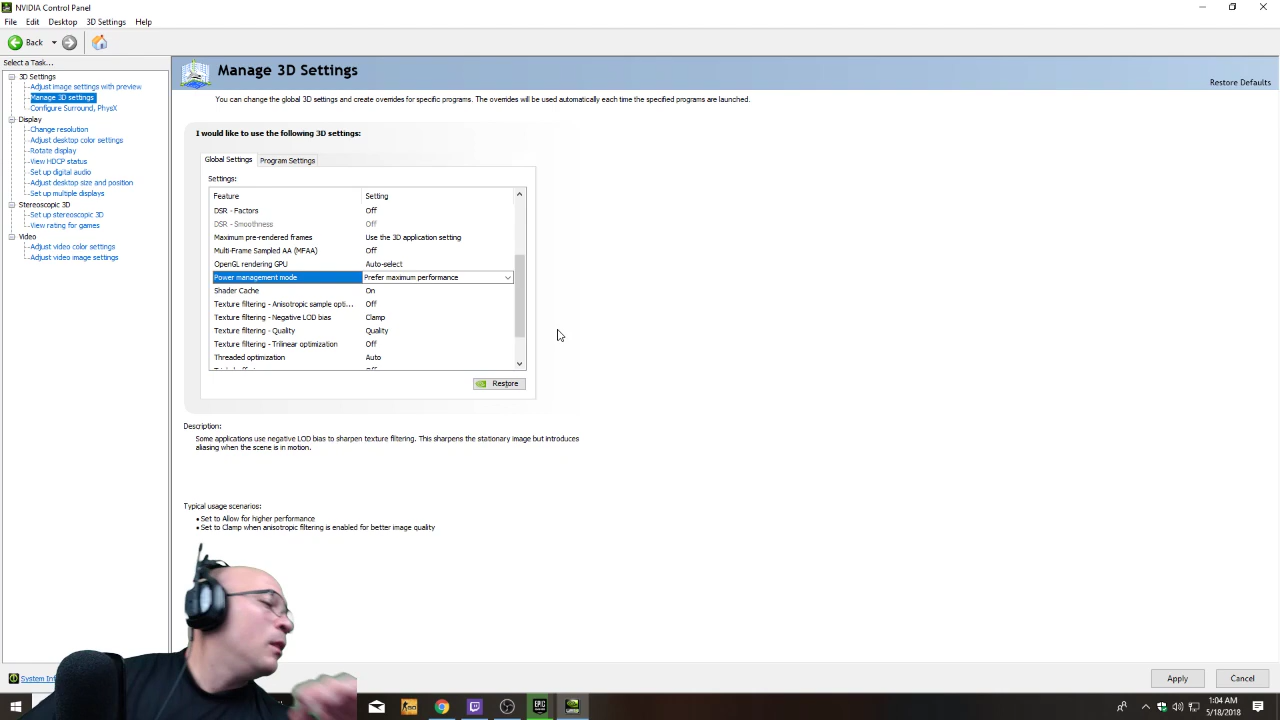 NVIDIA Control Panel
File Edit Desktop 3D Settings Help
Back
Select a Task...
3D Settings
Adjust image settings with preview
Manage 3D settings
Configure Surround, PhysX
Display
Change resolution
Adjust desktop color settings
Rotate display
View HDCP status
Set up digital audio
Adjust desktop size and position
Set up multiple displays
Stereoscopic 3D
Set up stereoscopic 3D
View rating for games
Video
Adjust video color settings
Adjust video image settings
Manage 3D Settings
Restore Defaults
You can change the global 3D settings and create overrides for specific programs. The overrides will be used automatically each time the specified programs are launched.
I would like to use the following 3D settings:
Global Settings Program Settings
Settings:
Feature Setting
DSR - Factors Off
DSR - Smoothness Off
Maximum pre-rendered frames Use the 3D application setting
Multi-Frame Sampled AA (MFAA) Off
OpenGL rendering GPU Auto-select
Power management mode Prefer maximum performance
Shader Cache On
Texture filtering - Anisotropic sample opti... Off
Texture filtering - Negative LOD bias Clamp
Texture filtering - Quality Quality
Texture filtering - Trilinear optimization Off
Threaded optimization Auto
Restore
Description:
Some applications use negative LOD bias to sharpen texture filtering. This sharpens the stationary image but introduces
aliasing when the scene is in motion.
Typical usage scenarios:
• Set to Allow for higher performance
• Set to Clamp when anisotropic filtering is enabled for better image quality
System Inf
Apply Cancel
EPIC
1:04 AM
5/18/2018